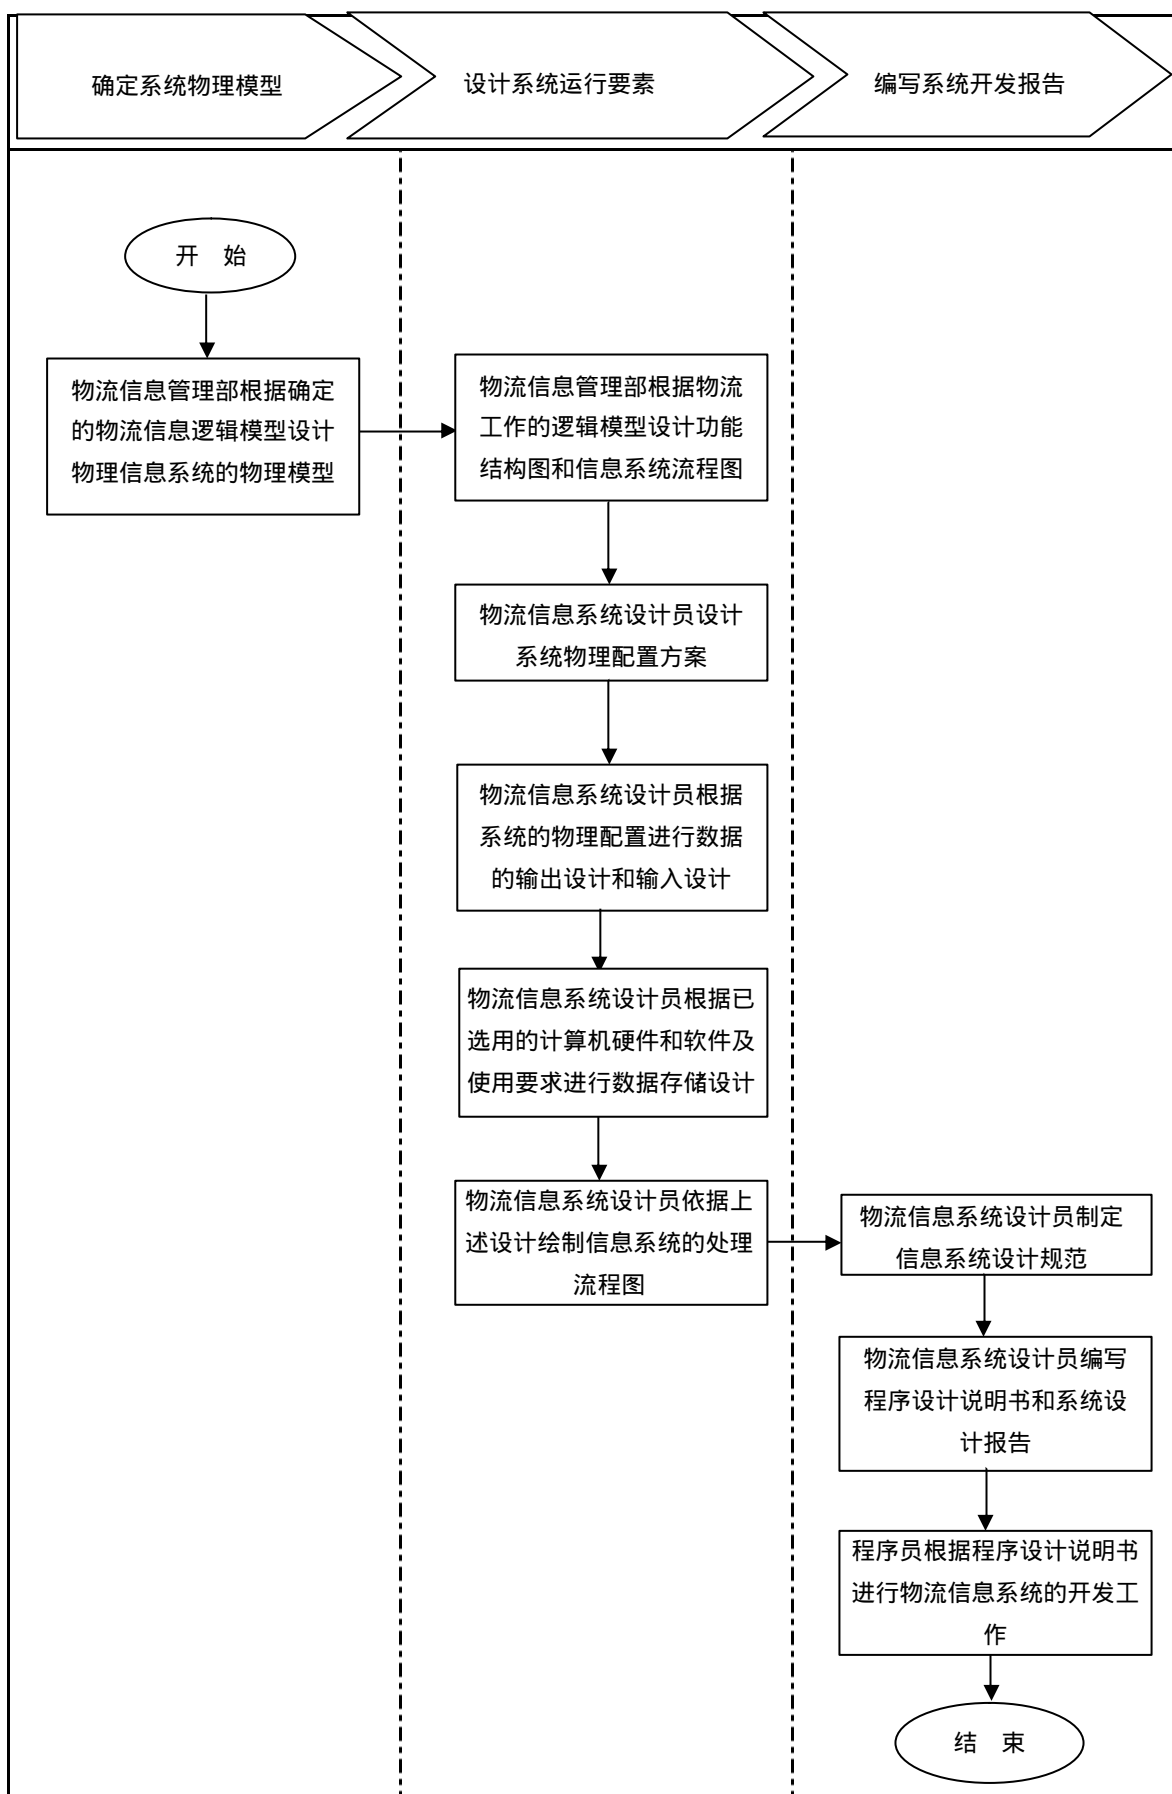 确定系统物理模型
设计系统运行要素
编写系统开发报告
开 始
物流信息管理部根据确定
的物流信息逻辑模型设计
物理信息系统的物理模型
物流信息管理部根据物流
工作的逻辑模型设计功能
结构图和信息系统流程图
物流信息系统设计员设计
系统物理配置方案
物流信息系统设计员根据
系统的物理配置进行数据
的输出设计和输入设计
物流信息系统设计员根据已
选用的计算机硬件和软件及
使用要求进行数据存储设计
物流信息系统设计员依据上
述设计绘制信息系统的处理
流程图
物流信息系统设计员制定
信息系统设计规范
物流信息系统设计员编写
程序设计说明书和系统设
计报告
程序员根据程序设计说明书
进行物流信息系统的开发工
作
结 束